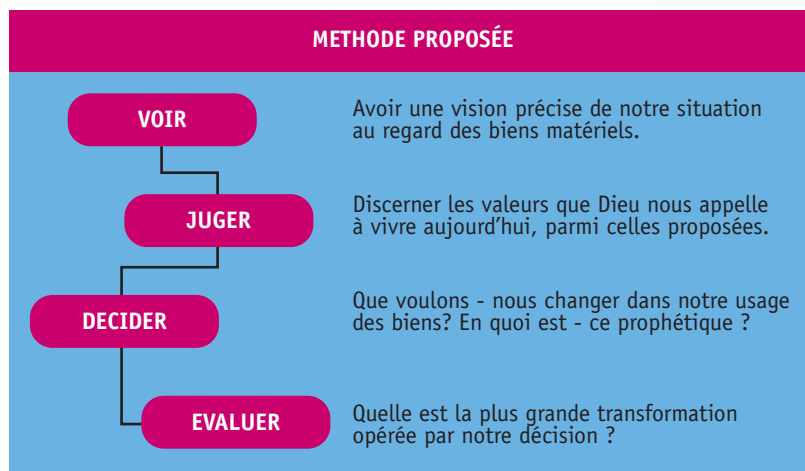 METHODE PROPOSÉE
VOIR
Avoir une vision précise de notre situation
au regard des biens matériels.
JUGER
Discerner les valeurs que Dieu nous appelle
à vivre aujourd'hui, parmi celles proposées.
DECIDER
Que voulons - nous changer dans notre usage
des biens? En quoi est - ce prophétique ?
EVALUER
Quelle est la plus grande transformation
opérée par notre décision ?